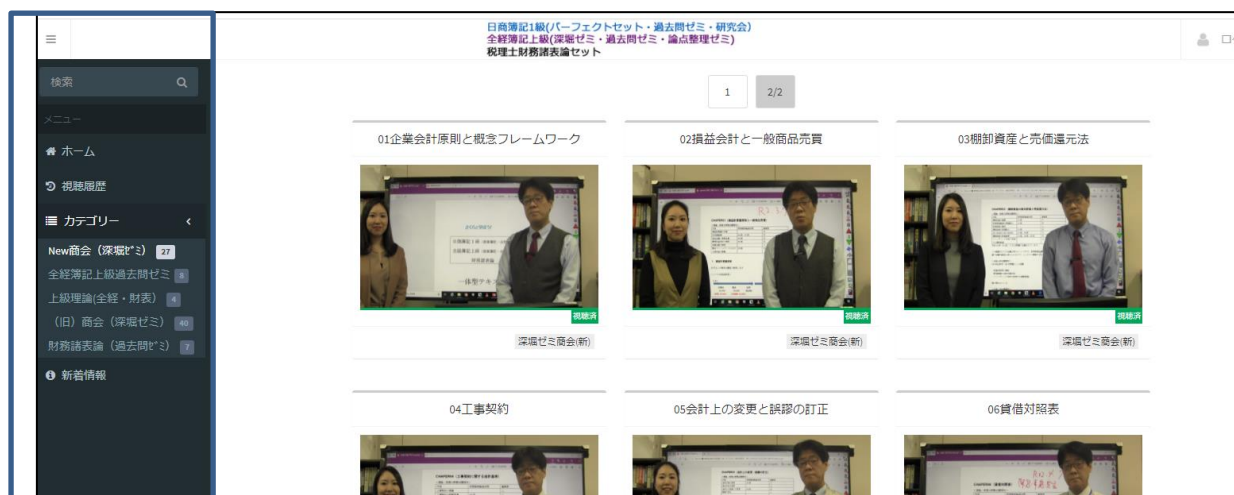 日商簿記1級(パーフェクトセット・過去問ゼミ・研究会)
全経簿記上級(深堀ゼミ・過去問ゼミ・論点整理ゼミ)
税理士財務諸表論セット
検索
メニュー
ホーム
視聴履歴
カテゴリー
New商会（深堀ｾﾞﾐ） 27
全経簿記上級過去問ゼミ 8
上級理論(全経・財表) 4
（旧）商会（深堀ゼミ） 40
財務諸表論（過去問ｾﾞﾐ） 7
新着情報
1 2/2
01企業会計原則と概念フレームワーク
02損益会計と一般商品売買
03棚卸資産と売価還元法
視聴済
視聴済
視聴済
深堀ゼミ商会(新)
深堀ゼミ商会(新)
深堀ゼミ商会(新)
04工事契約
05会計上の変更と誤謬の訂正
06貸借対照表